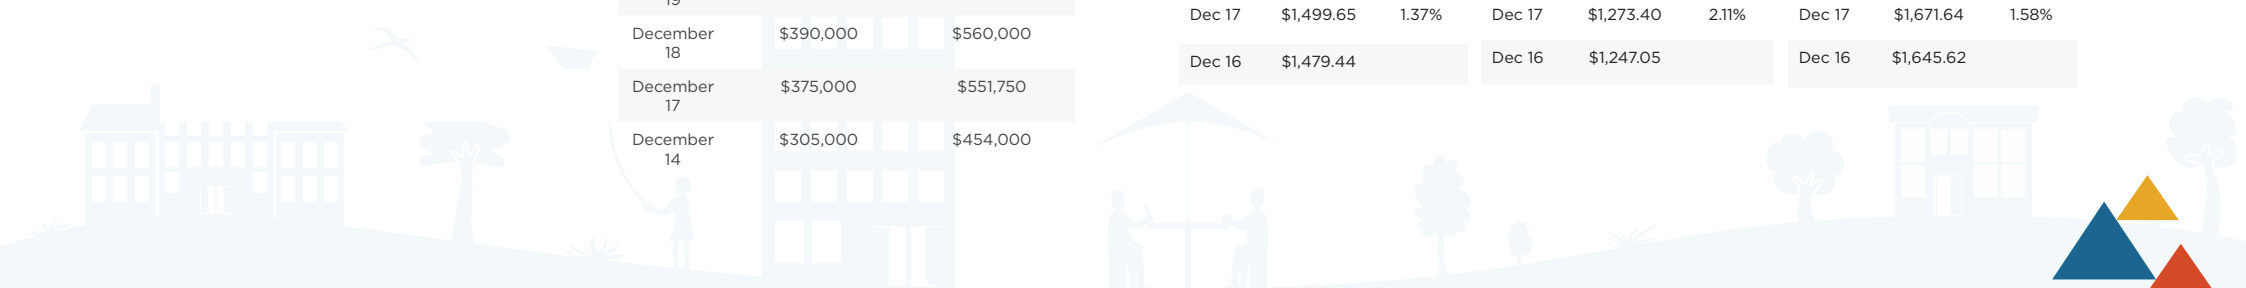 19
December $390,000 $560,000
18
December $375,000 $551,750
17
December $305,000 $454,000
14
Dec 17 $1,499.65 1.37%
Dec 16 $1,479.44
Dec 17 $1,273.40 2.11%
Dec 16 $1,247.05
Dec 17 $1,671.64 1.58%
Dec 16 $1,645.62